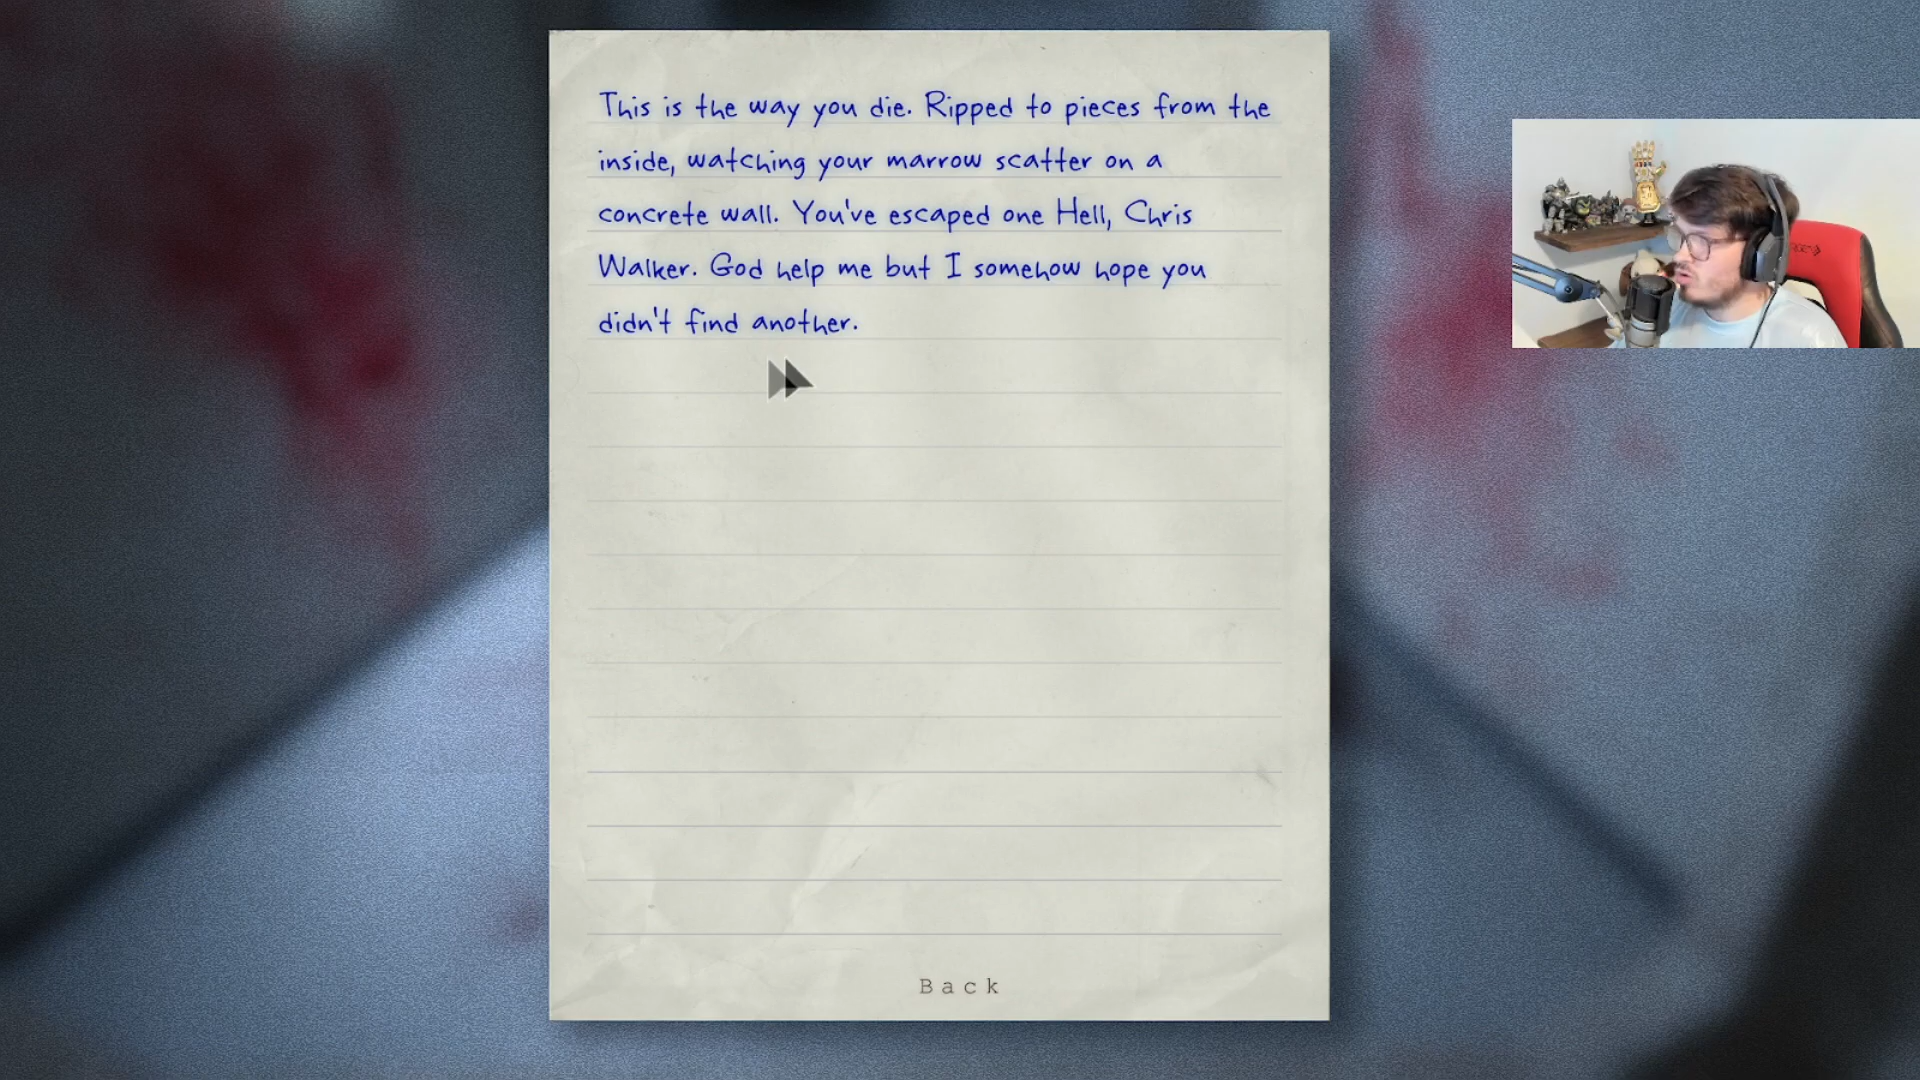 This is the way you die. Ripped to pieces from the
inside, watching your marrow scatter on a
concrete wall. You've escaped one Hell, Chris
Walker. God help me but I somehow hope you
didn't find another.
Back